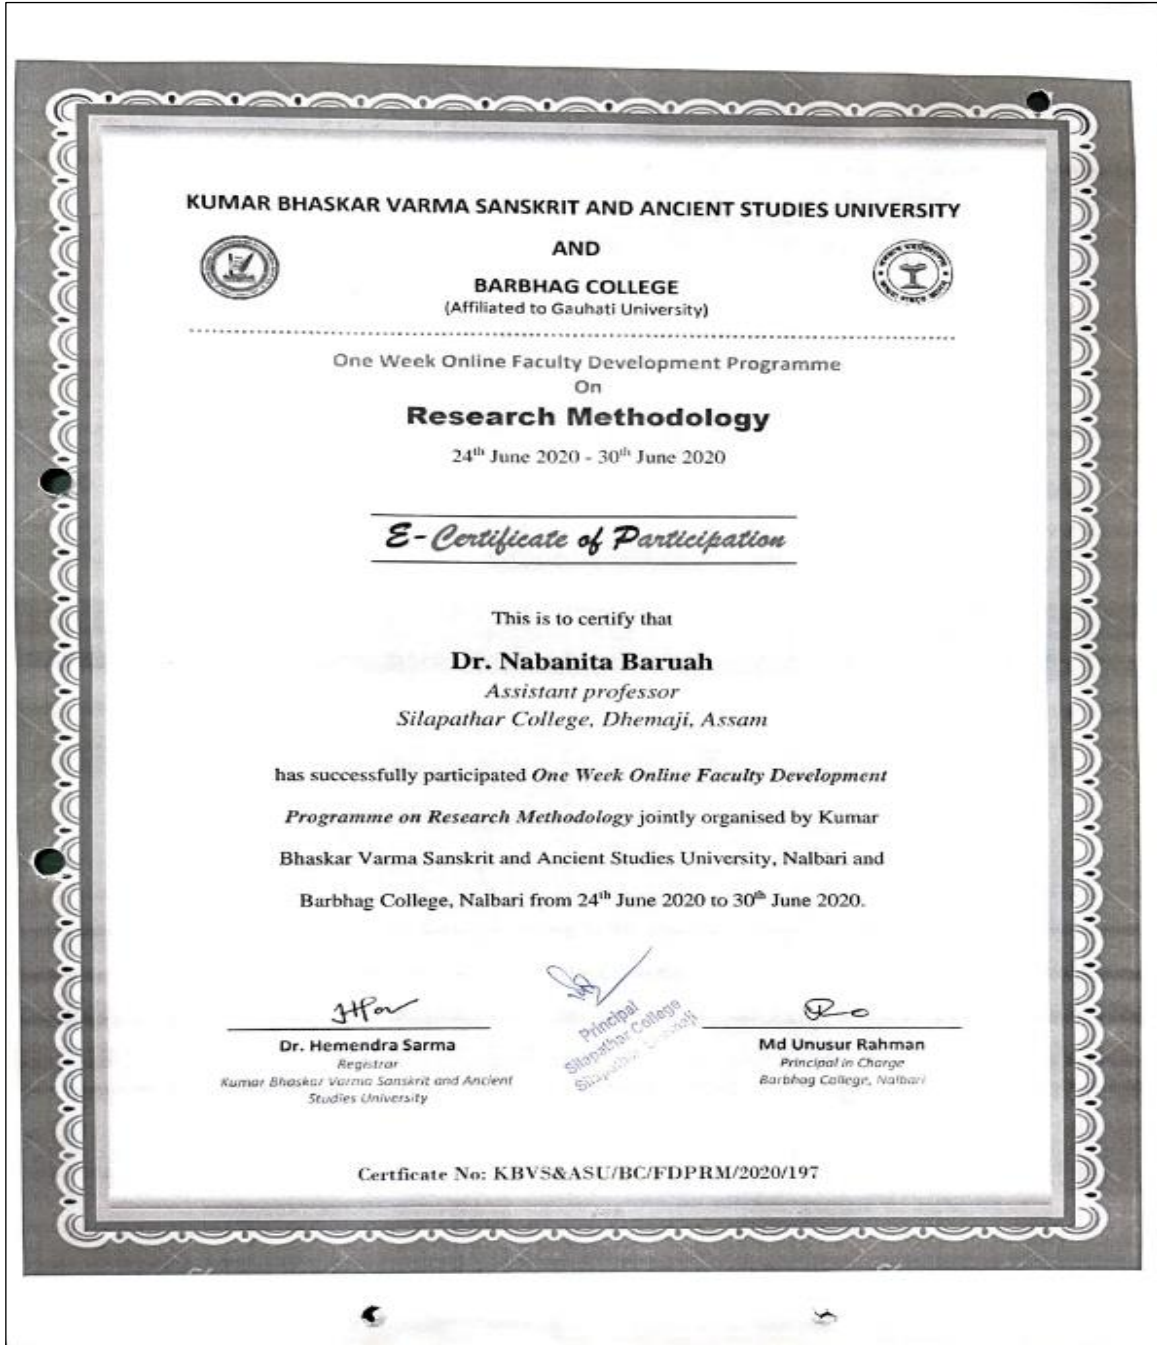 KUMAR BHASKAR VARMA SANSKRIT AND ANCIENT STUDIES UNIVERSITY
AND
BARBHAG COLLEGE
(Affiliated to Gauhati University)
One Week Online Faculty Development Programme
On
Research Methodology
24th June 2020 - 30th June 2020
E-Certificate of Participation
This is to certify that
Dr. Nabanita Baruah
Assistant professor
Silapathar College, Dhemaji, Assam
has successfully participated One Week Online Faculty Development
Programme on Research Methodology jointly organised by Kumar
Bhaskar Varma Sanskrit and Ancient Studies University, Nalbari and
Barbhag College, Nalbari from 24th June 2020 to 30th June 2020.
Principal
Silapathar College
Dr. Hemendra Sarma
Registrar
Kumar Bhaskar Varma Sanskrit and Ancient
Studies University
Md Unusur Rahman
Principal in Charge
Barbhag College, Nalbari
Certficate No: KBVS&ASU/BC/FDPRM/2020/197